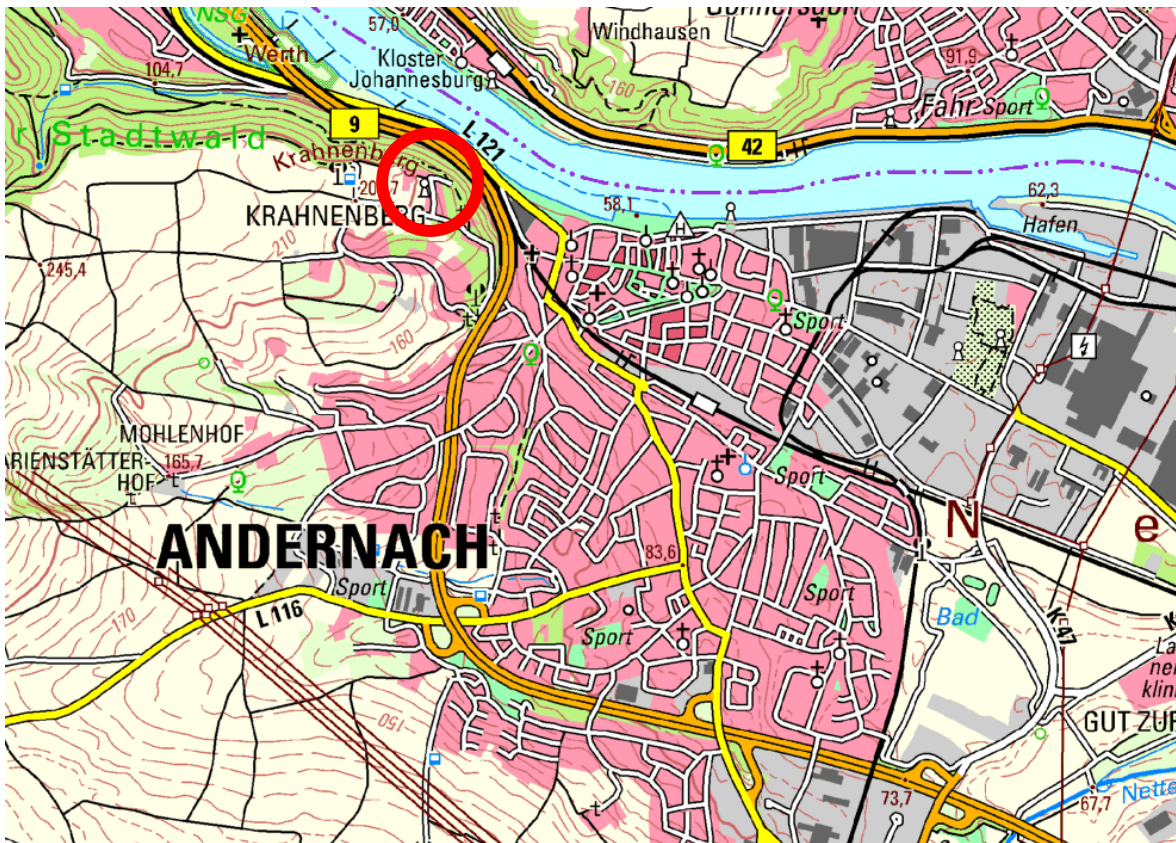 NSG
Werth
57,0
Kloster
Johannesburg
Windhausen
160
91,9
Fahr
Sport
104,7
9
L 121
42
r Stadtwald
Krahnenberg
KRAHNENBERG
210
245,4
58,1
H
62,3
Hafen
160
Sport
MOHLENHOF
ARIENSTÄTTER-
HOF
165,7
Sport
N e
ANDERNACH
83,6
Sport
Sport
Bad
K 47
170
L 116
Sport
150
GUT ZUR
73,7
67,7
Nette